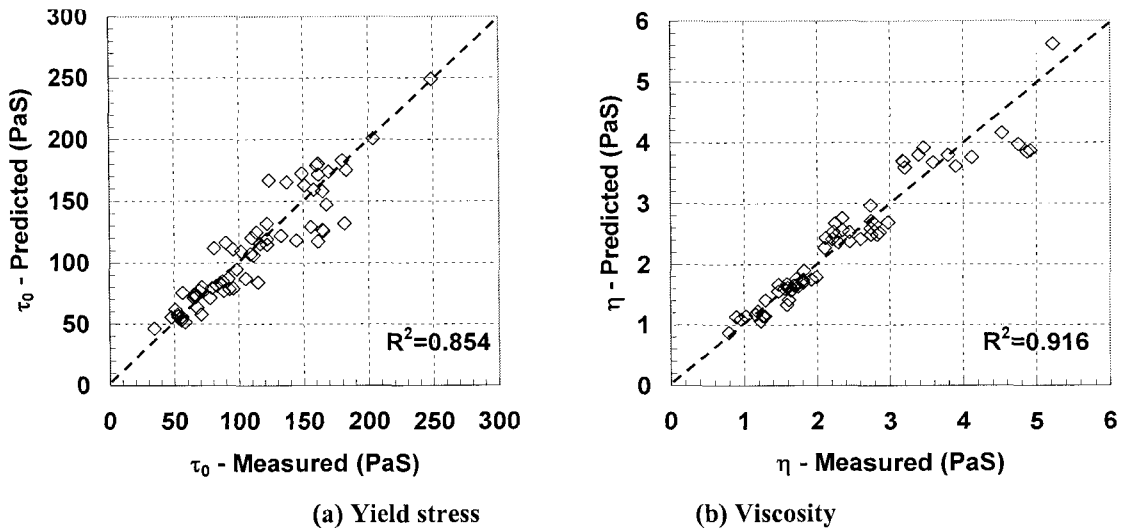 300
250
200
150
100
50
0
τ₀ - Predicted (PaS)
R²=0.854
0 50 100 150 200 250 300
τ₀ - Measured (PaS)
(a) Yield stress
6
5
4
3
2
1
0
η - Predicted (PaS)
R²=0.916
0 1 2 3 4 5 6
η - Measured (PaS)
(b) Viscosity